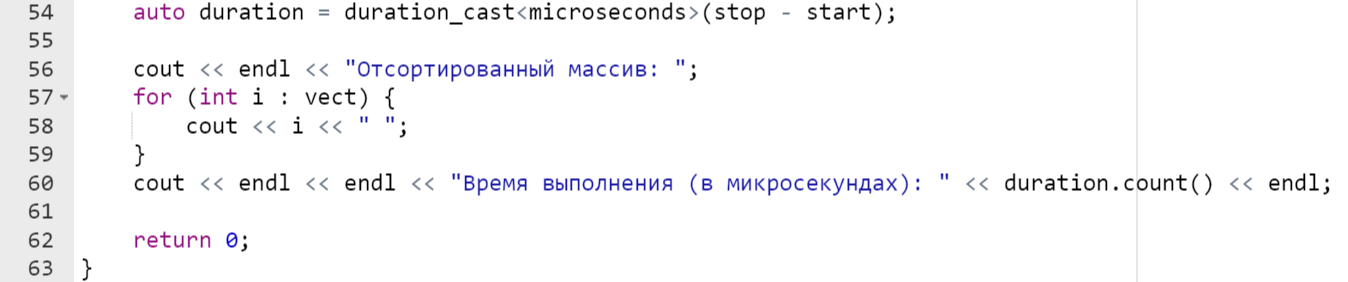 54     auto duration = duration_cast<microseconds>(stop - start);
55
56     cout << endl << "Отсортированный массив: ";
57     for (int i : vect) {
58         cout << i << " ";
59     }
60     cout << endl << endl << "Время выполнения (в микросекундах): " << duration.count() << endl;
61
62     return 0;
63 }